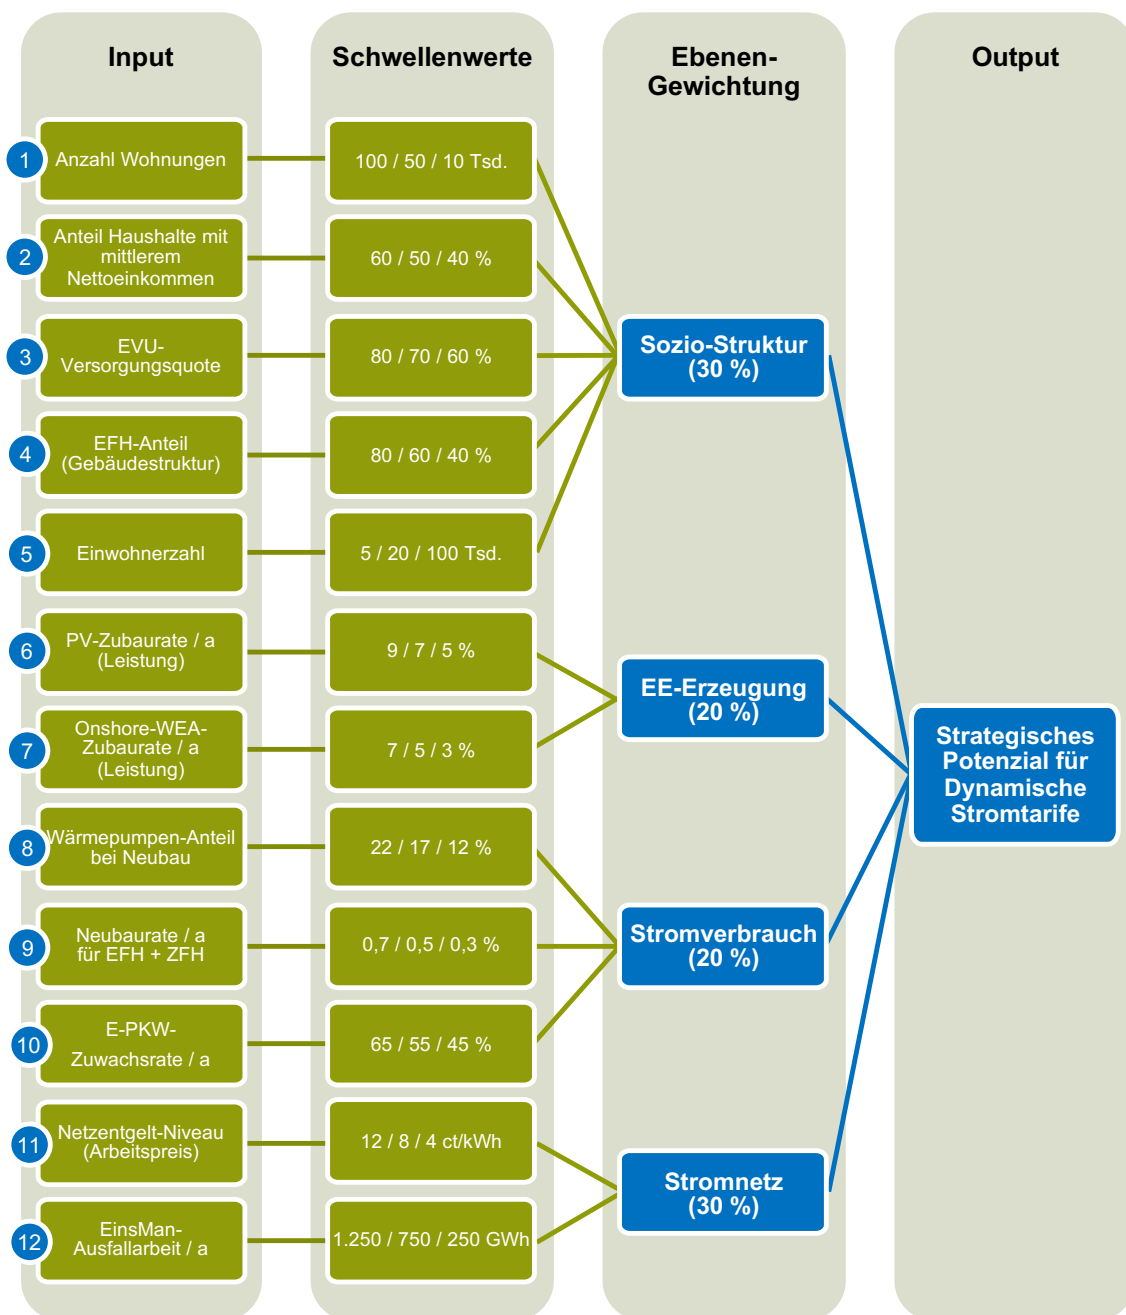 Input
Schwellenwerte
Ebenen-
Gewichtung
Output
1
Anzahl Wohnungen
100 / 50 / 10 Tsd.
2
Anteil Haushalte mit
mittlerem
Nettoeinkommen
60 / 50 / 40 %
3
EVU-
Versorgungsquote
80 / 70 / 60 %
Sozio-Struktur
(30 %)
4
EFH-Anteil
(Gebäudestruktur)
80 / 60 / 40 %
5
Einwohnerzahl
5 / 20 / 100 Tsd.
6
PV-Zubaurate / a
(Leistung)
9 / 7 / 5 %
EE-Erzeugung
(20 %)
7
Onshore-WEA-
Zubaurate / a
(Leistung)
7 / 5 / 3 %
Strategisches
Potenzial für
Dynamische
Stromtarife
8
Wärmepumpen-Anteil
bei Neubau
22 / 17 / 12 %
9
Neubaurate / a
für EFH + ZFH
0,7 / 0,5 / 0,3 %
Stromverbrauch
(20 %)
10
E-PKW-
Zuwachsrate / a
65 / 55 / 45 %
11
Netzentgelt-Niveau
(Arbeitspreis)
12 / 8 / 4 ct/kWh
Stromnetz
(30 %)
12
EinsMan-
Ausfallarbeit / a
1.250 / 750 / 250 GWh